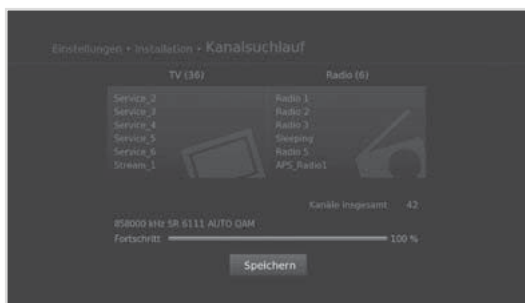 Einstellungen • Installation • Kanalsuchlauf
TV (36)
Radio (6)
Service_2
Service_3
Service_4
Service_5
Service_6
Stream_1
Radio 1
Radio 2
Radio 3
Sleeping
Radio 5
APS_Radio1
Kanäle insgesamt 42
858000 kHz SR 6111 AUTO QAM
Fortschritt 100 %
Speichern